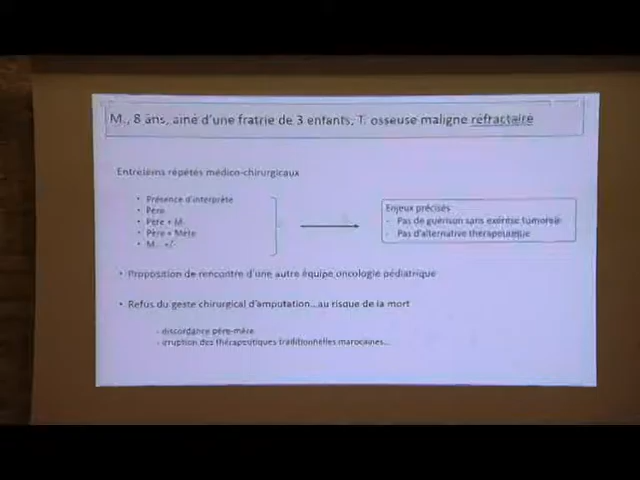 M., 8 ans, ainé d'une fratrie de 3 enfants, T. osseuse maligne réfractaire
Entretiens répétés médico-chirurgicaux
• Présence d'interprète
• Père
• Père + M.
• Père + Mère
• M. +/-
Enjeux précisés
- Pas de guérison sans exérèse tumorale
- Pas d'alternative thérapeutique
• Proposition de rencontre d'une autre équipe oncologie pédiatrique
• Refus du geste chirurgical d'amputation...au risque de la mort
- discordance père-mère
- éruption des thérapeutiques traditionnelles marocaines...